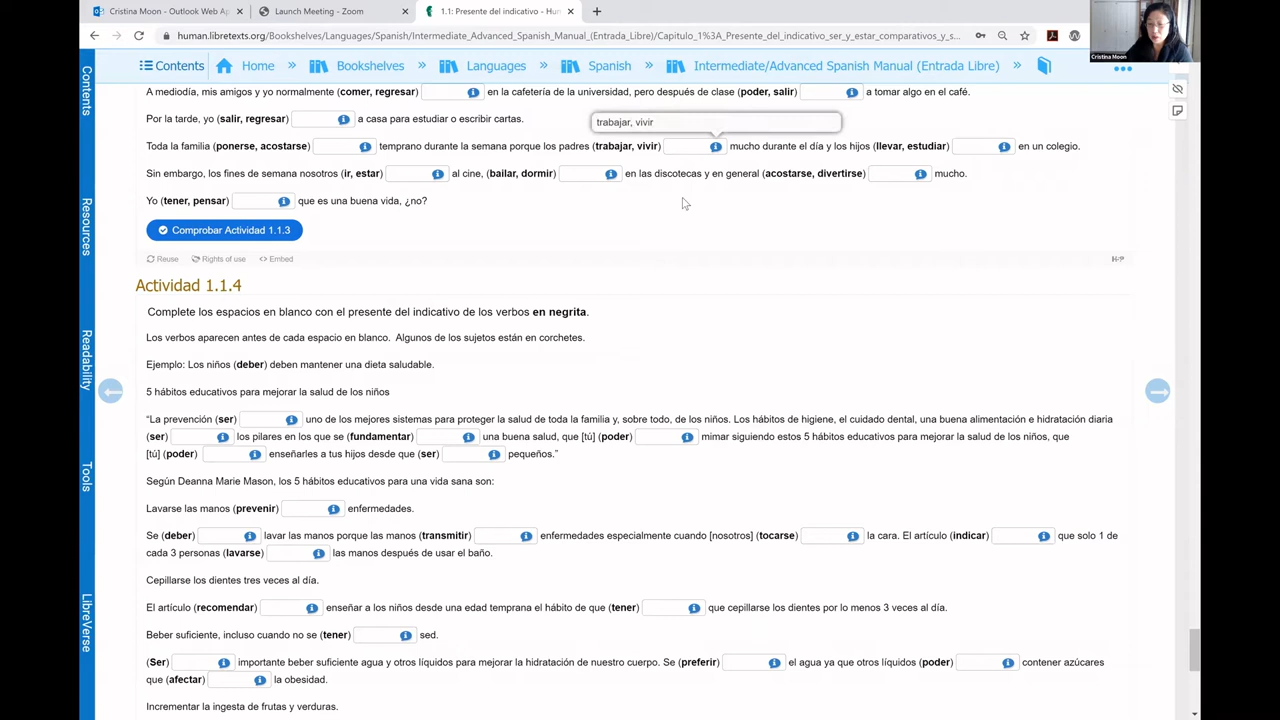 Cristina Moon - Outlook Web Ap
Launch Meeting - Zoom
1.1: Presente del indicativo - Hum
human.libretexts.org/Bookshelves/Languages/Spanish/Intermediate_Advanced_Spanish_Manual_(Entrada_Libre)/Capitulo_1%3A_Presente_del_indicativo_ser_y_estar_comparativos_y_s...
Cristina Moon
Contents Home » Bookshelves » Languages » Spanish » Intermediate/Advanced Spanish Manual (Entrada Libre) »
Contents
Resources
Readability
Tools
LibreVerse
A mediodía, mis amigos y yo normalmente (comer, regresar) en la cafetería de la universidad, pero después de clase (poder, salir) a tomar algo en el café.
Por la tarde, yo (salir, regresar) a casa para estudiar o escribir cartas.
trabajar, vivir
Toda la familia (ponerse, acostarse) temprano durante la semana porque los padres (trabajar, vivir) mucho durante el día y los hijos (llevar, estudiar) en un colegio.
Sin embargo, los fines de semana nosotros (ir, estar) al cine, (bailar, dormir) en las discotecas y en general (acostarse, divertirse) mucho.
Yo (tener, pensar) que es una buena vida, ¿no?
Comprobar Actividad 1.1.3
Reuse Rights of use Embed
H-P
Actividad 1.1.4
Complete los espacios en blanco con el presente del indicativo de los verbos en negrita.
Los verbos aparecen antes de cada espacio en blanco. Algunos de los sujetos están en corchetes.
Ejemplo: Los niños (deber) deben mantener una dieta saludable.
5 hábitos educativos para mejorar la salud de los niños
“La prevención (ser) uno de los mejores sistemas para proteger la salud de toda la familia y, sobre todo, de los niños. Los hábitos de higiene, el cuidado dental, una buena alimentación e hidratación diaria
(ser) los pilares en los que se (fundamentar) una buena salud, que [tú] (poder) mimar siguiendo estos 5 hábitos educativos para mejorar la salud de los niños, que
[tú] (poder) enseñarles a tus hijos desde que (ser) pequeños.”
Según Deanna Marie Mason, los 5 hábitos educativos para una vida sana son:
Lavarse las manos (prevenir) enfermedades.
Se (deber) lavar las manos porque las manos (transmitir) enfermedades especialmente cuando [nosotros] (tocarse) la cara. El artículo (indicar) que solo 1 de
cada 3 personas (lavarse) las manos después de usar el baño.
Cepillarse los dientes tres veces al día.
El artículo (recomendar) enseñar a los niños desde una edad temprana el hábito de que (tener) que cepillarse los dientes por lo menos 3 veces al día.
Beber suficiente, incluso cuando no se (tener) sed.
(Ser) importante beber suficiente agua y otros líquidos para mejorar la hidratación de nuestro cuerpo. Se (preferir) el agua ya que otros líquidos (poder) contener azúcares
que (afectar) la obesidad.
Incrementar la ingesta de frutas y verduras.